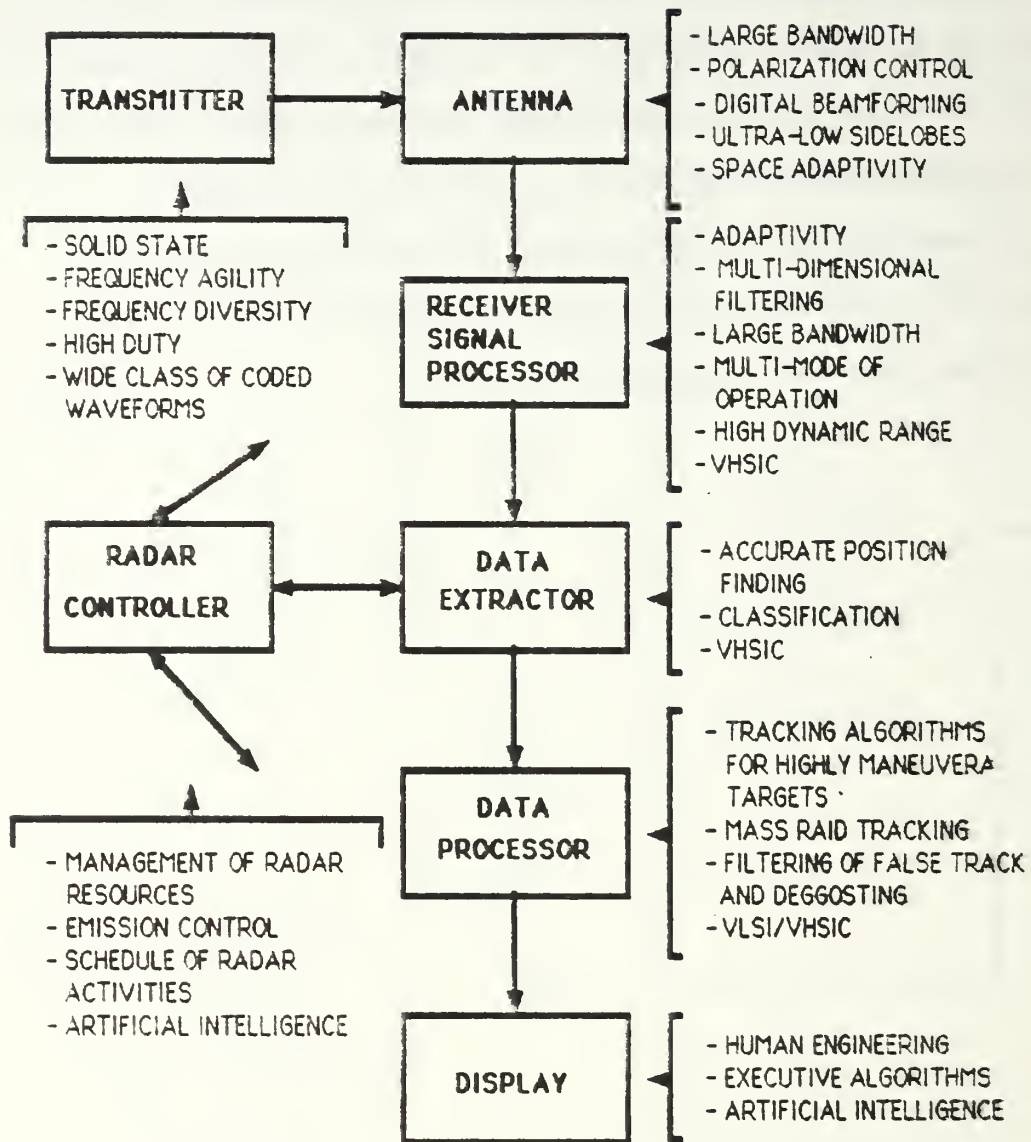 TRANSMITTER
ANTENNA
- LARGE BANDWIDTH
- POLARIZATION CONTROL
- DIGITAL BEAMFORMING
- ULTRA-LOW SIDELOBES
- SPACE ADAPTIVITY
- SOLID STATE
- FREQUENCY AGILITY
- FREQUENCY DIVERSITY
- HIGH DUTY
- WIDE CLASS OF CODED
WAVEFORMS
RECEIVER
SIGNAL
PROCESSOR
- ADAPTIVITY
- MULTI-DIMENSIONAL
FILTERING
- LARGE BANDWIDTH
- MULTI-MODE OF
OPERATION
- HIGH DYNAMIC RANGE
- VHSIC
RADAR
CONTROLLER
DATA
EXTRACTOR
- ACCURATE POSITION
FINDING
- CLASSIFICATION
- VHSIC
- MANAGEMENT OF RADAR
RESOURCES
- EMISSION CONTROL
- SCHEDULE OF RADAR
ACTIVITIES
- ARTIFICIAL INTELLIGENCE
DATA
PROCESSOR
- TRACKING ALGORITHMS
FOR HIGHLY MANEUVERA
TARGETS
- MASS RAID TRACKING
- FILTERING OF FALSE TRACK
AND DEGGOSTING
- VLSI/VHSIC
DISPLAY
- HUMAN ENGINEERING
- EXECUTIVE ALGORITHMS
- ARTIFICIAL INTELLIGENCE